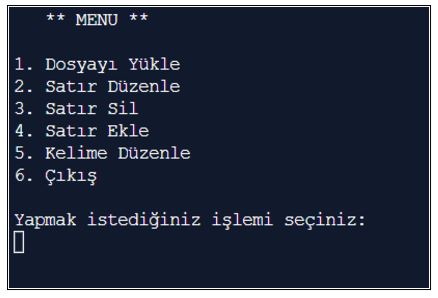 ** MENU **
1. Dosyayı Yükle
2. Satır Düzenle
3. Satır Sil
4. Satır Ekle
5. Kelime Düzenle
6. Çıkış
Yapmak istediğiniz işlemi seçiniz: